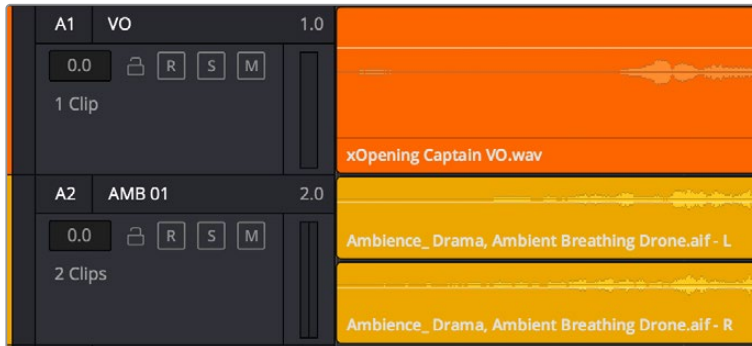 A1 VO 1.0
0.0 R S M
1 Clip
xOpening Captain VO.wav
A2 AMB 01 2.0
0.0 R S M
Ambience_ Drama, Ambient Breathing Drone.aif - L
2 Clips
Ambience_ Drama, Ambient Breathing Drone.aif - R